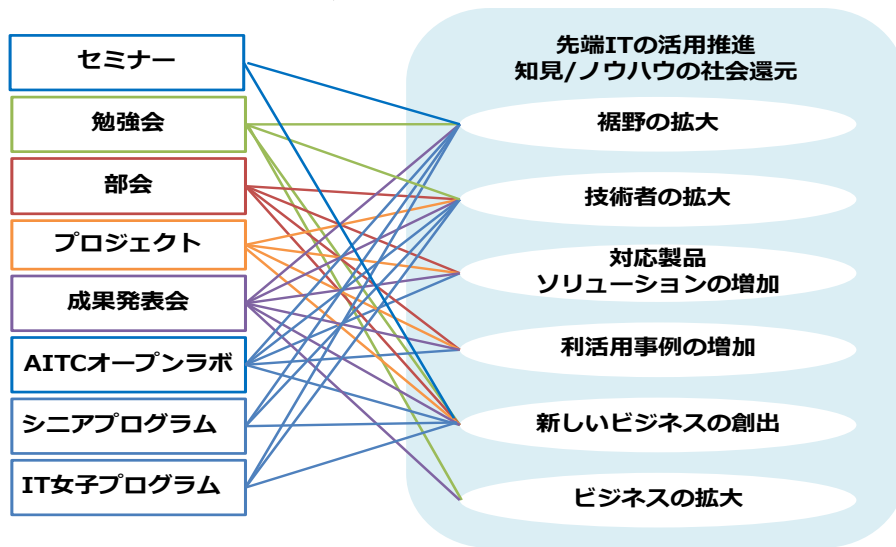 セミナー
勉強会
部会
プロジェクト
成果発表会
AITCオープンラボ
シニアプログラム
IT女子プログラム
先端ITの活用推進
知見/ノウハウの社会還元
裾野の拡大
技術者の拡大
対応製品
ソリューションの増加
利活用事例の増加
新しいビジネスの創出
ビジネスの拡大